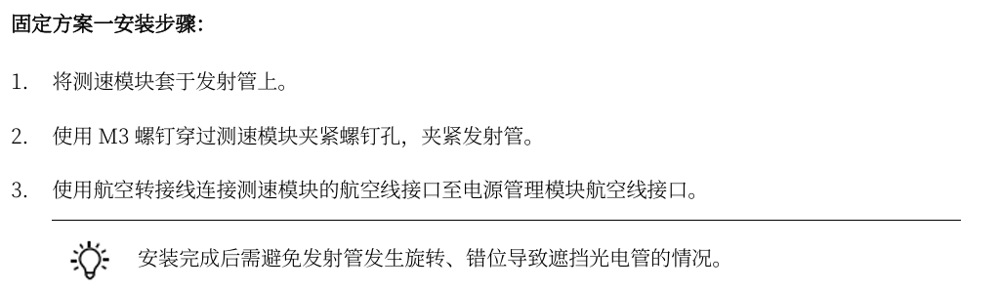 固定方案一安装步骤：
1. 将测速模块套于发射管上。
2. 使用 M3 螺钉穿过测速模块夹紧螺钉孔，夹紧发射管。
3. 使用航空转接线连接测速模块的航空线接口至电源管理模块航空线接口。
安装完成后需避免发射管发生旋转、错位导致遮挡光电管的情况。